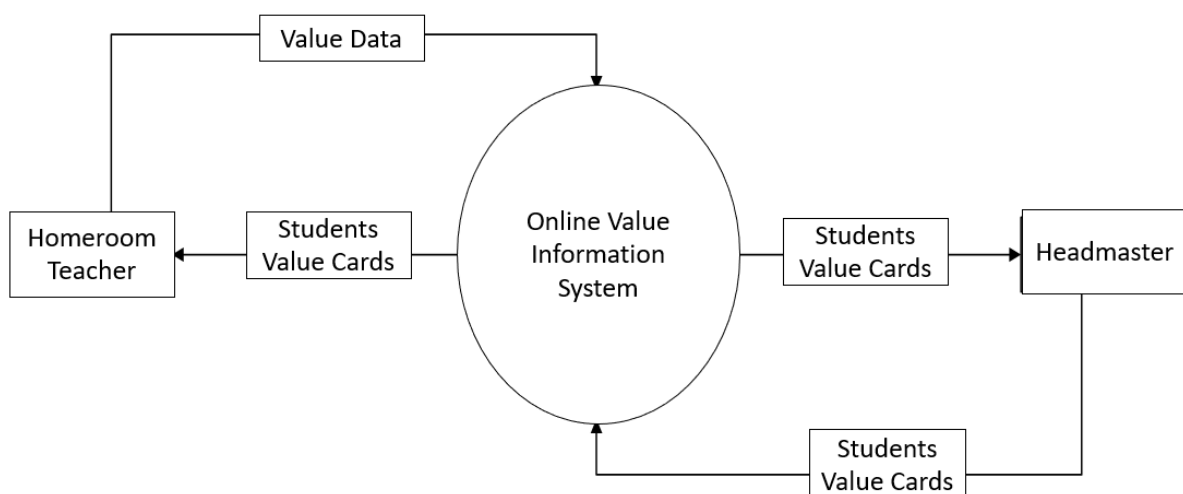 Value Data
Homeroom
Teacher
Students
Value Cards
Online Value
Information
System
Students
Value Cards
Headmaster
Students
Value Cards